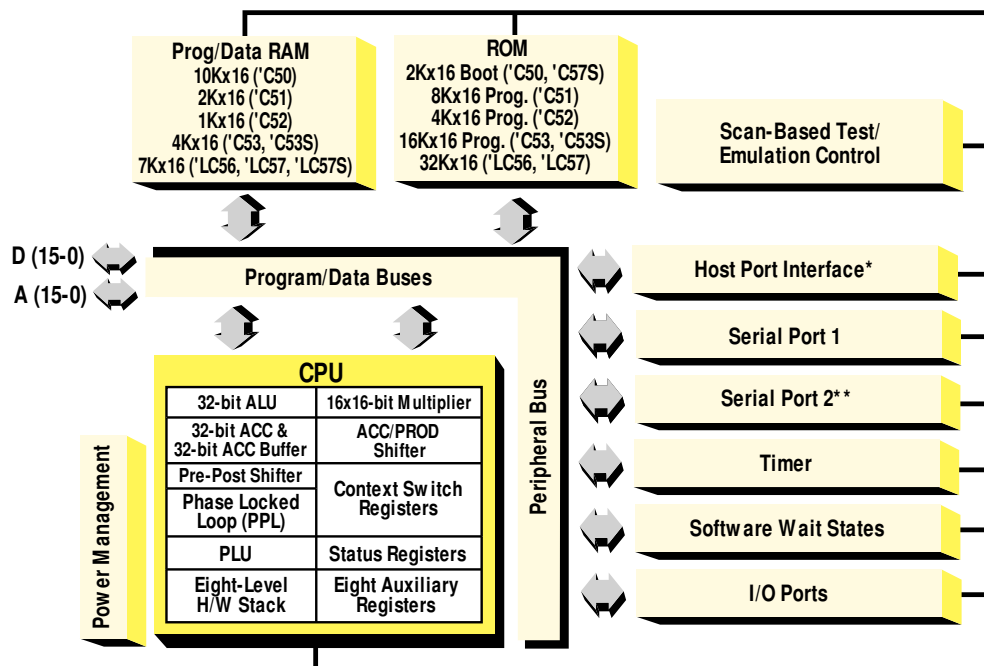 Prog/Data RAM
10Kx16 ('C50)
2Kx16 ('C51)
1Kx16 ('C52)
4Kx16 ('C53, 'C53S)
7Kx16 ('LC56, 'LC57, 'LC57S)
ROM
2Kx16 Boot ('C50, 'C57S)
8Kx16 Prog. ('C51)
4Kx16 Prog. ('C52)
16Kx16 Prog. ('C53, 'C53S)
32Kx16 ('LC56, 'LC57)
Scan-Based Test/
Emulation Control
D (15-0)
A (15-0)
Program/Data Buses
Peripheral Bus
Host Port Interface*
Serial Port 1
Serial Port 2**
Timer
Software Wait States
I/O Ports
Power Management
CPU
32-bit ALU
16x16-bit Multiplier
32-bit ACC &
32-bit ACC Buffer
ACC/PROD
Shifter
Pre-Post Shifter
Phase Locked
Loop (PPL)
Context Switch
Registers
PLU
Status Registers
Eight-Level
H/W Stack
Eight Auxiliary
Registers